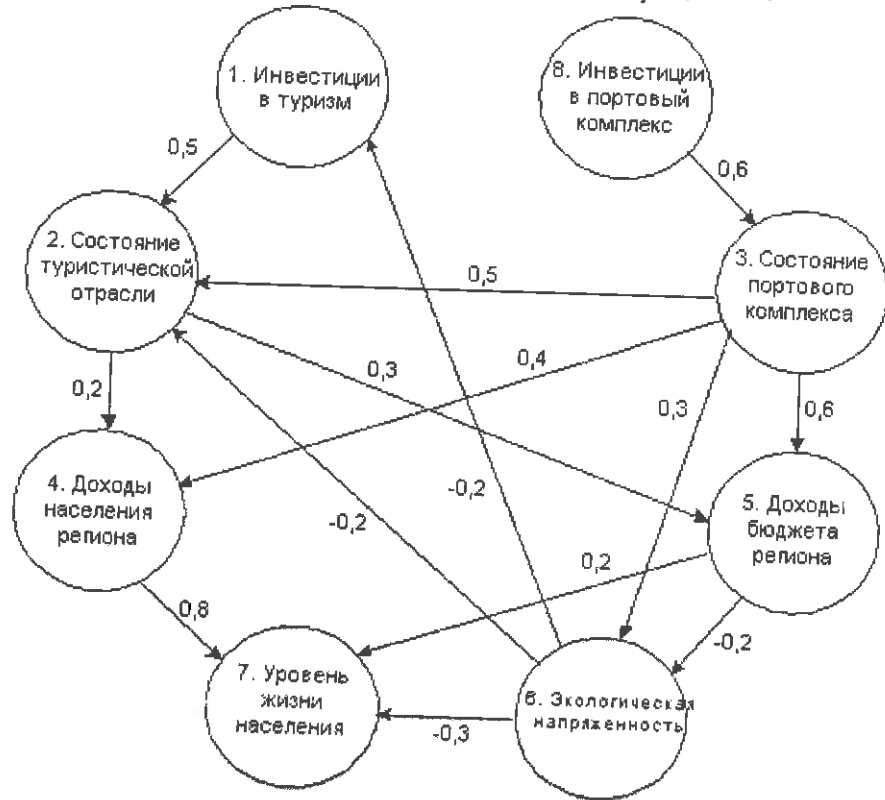 1. Инвестиции
в туризм
8. Инвестиции
в портовый
комплекс
0,5
0,6
2. Состояние
туристической
отрасли
3. Состояние
портового
комплекса
0,5
0,2
0,3
0,4
0,3
0,6
4. Доходы
населения
региона
5. Доходы
бюджета
региона
-0,2
-0,2
0,2
0,8
-0,2
7. Уровень
жизни
населения
6. Экологическая
напряженность
-0,3